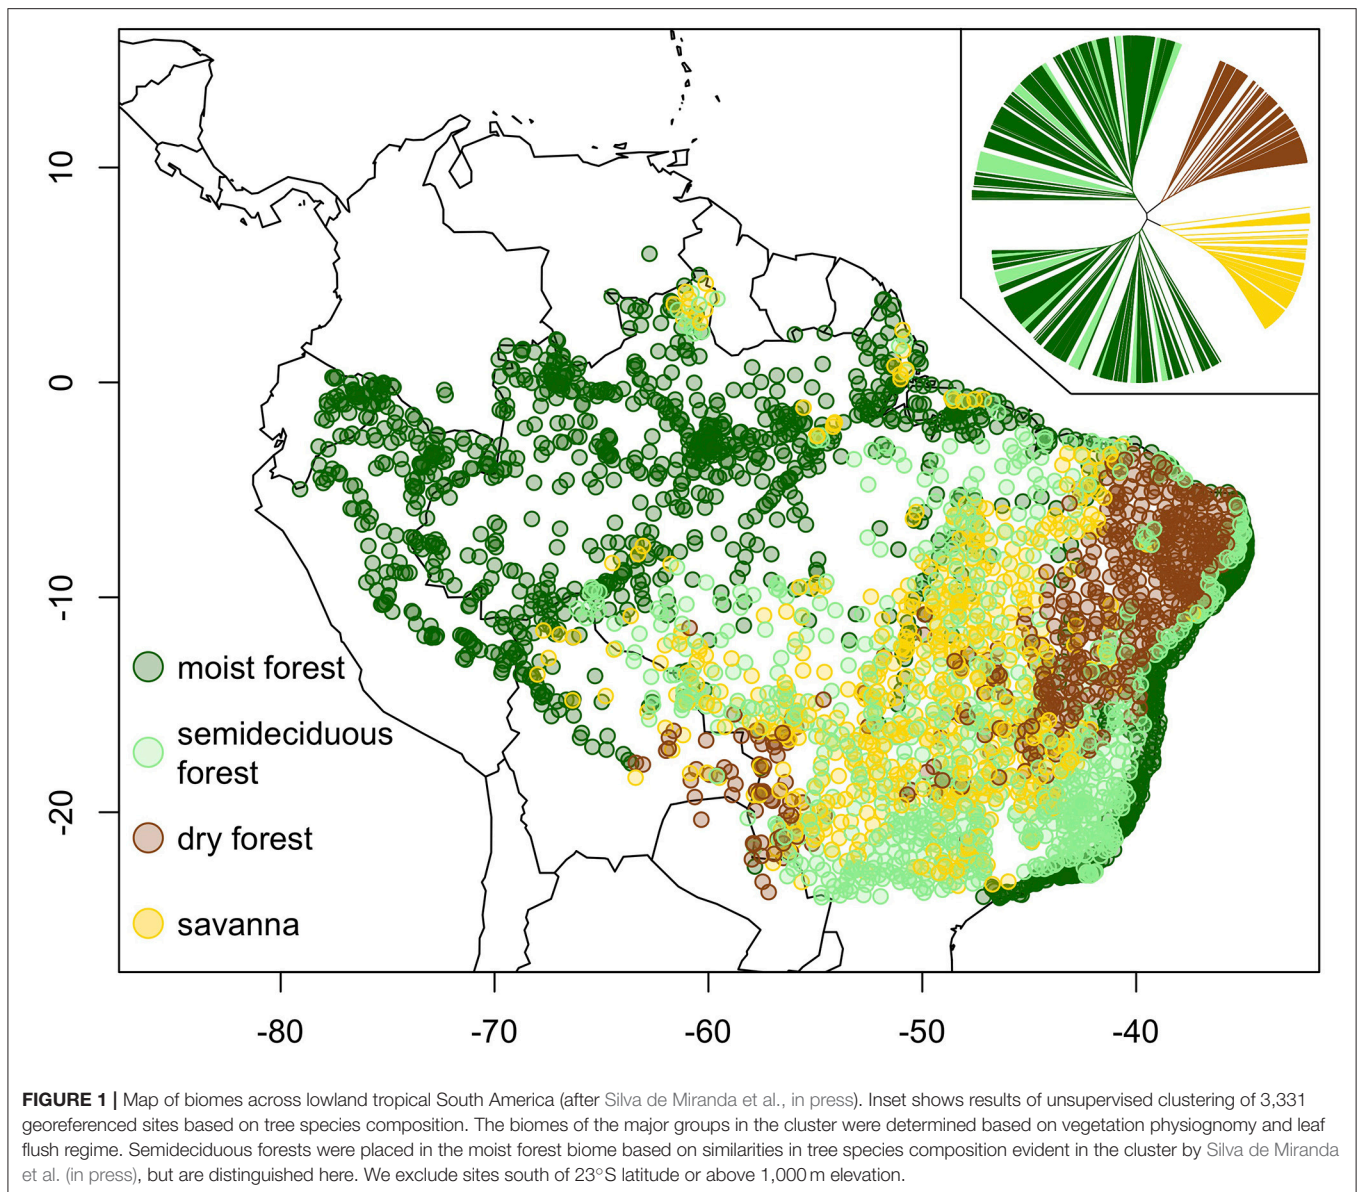 10
0
-10
-20
moist forest
semideciduous
forest
dry forest
savanna
-80 -70 -60 -50 -40
FIGURE 1 | Map of biomes across lowland tropical South America (after Silva de Miranda et al., in press). Inset shows results of unsupervised clustering of 3,331
georeferenced sites based on tree species composition. The biomes of the major groups in the cluster were determined based on vegetation physiognomy and leaf
flush regime. Semideciduous forests were placed in the moist forest biome based on similarities in tree species composition evident in the cluster by Silva de Miranda
et al. (in press), but are distinguished here. We exclude sites south of 23°S latitude or above 1,000 m elevation.